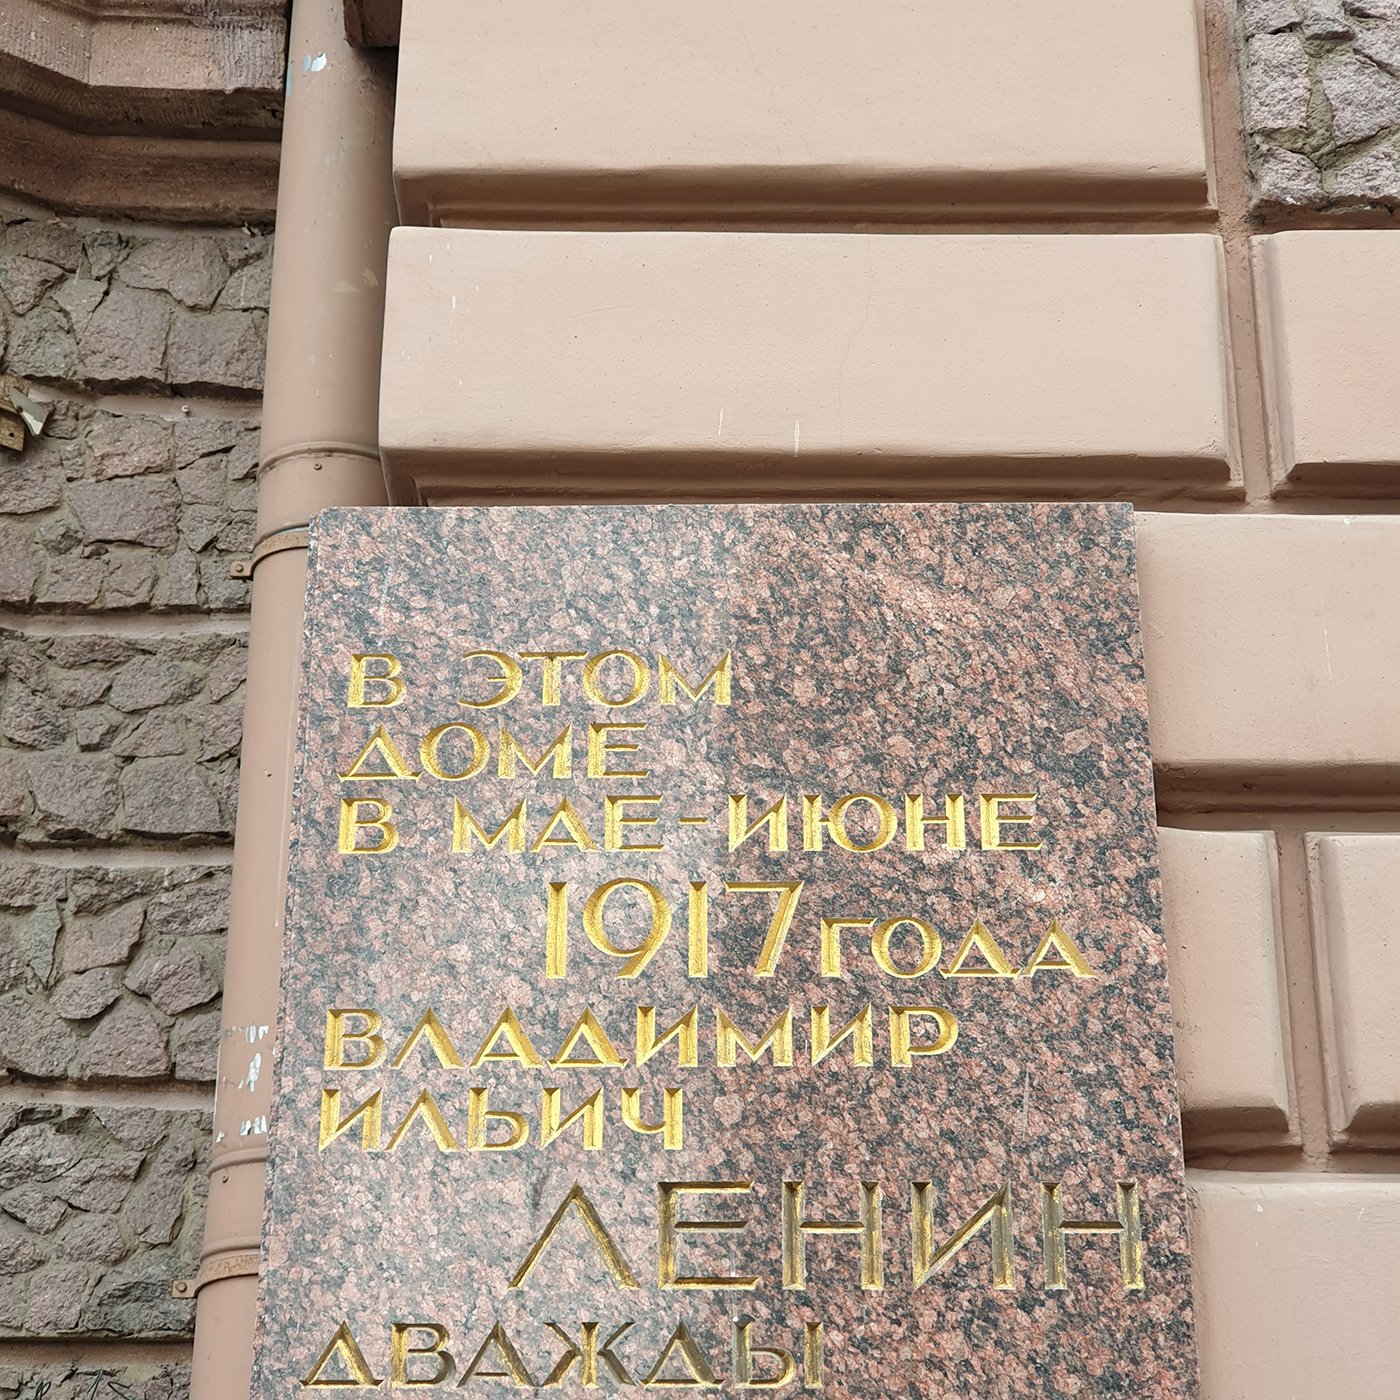 В ЭТОМ
ДОМЕ
В МАЕ-ИЮНЕ
1917 ГОДА
ВЛАДИМИР
ИЛЬИЧ
ЛЕНИН
ДВАЖДЫ